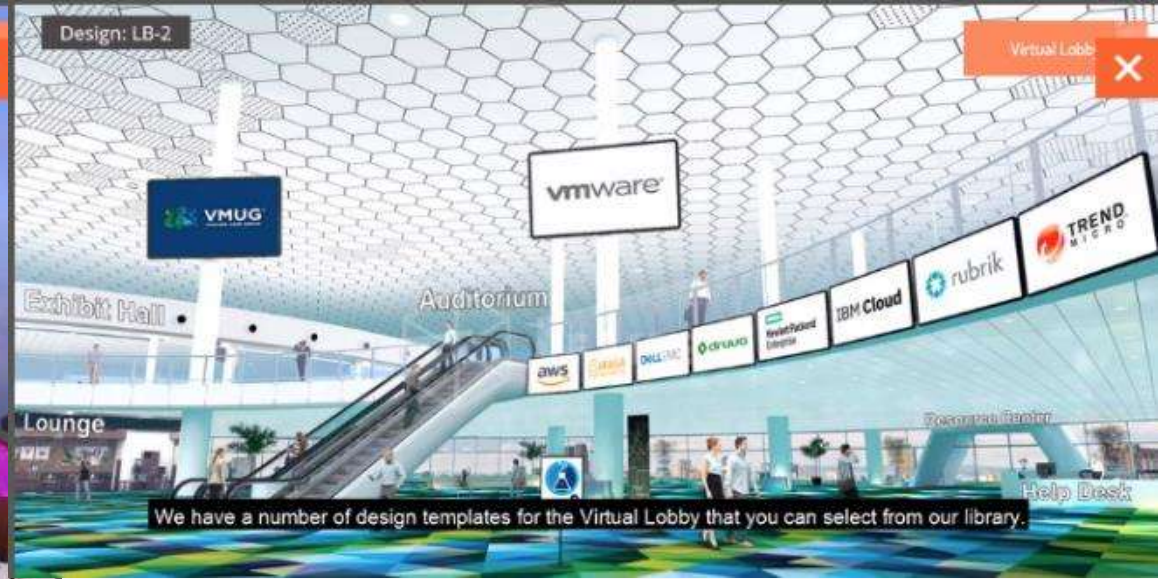 Design: LB-2
Virtual Lobb
VMUG
vmware
TREND
MICRO
rubrik
IBM Cloud
Hewlett Packard
Enterprise
druva
DELL EMC
aws
Exhibit Hall
Auditorium
Lounge
Resource Center
Help Desk
We have a number of design templates for the Virtual Lobby that you can select from our library.